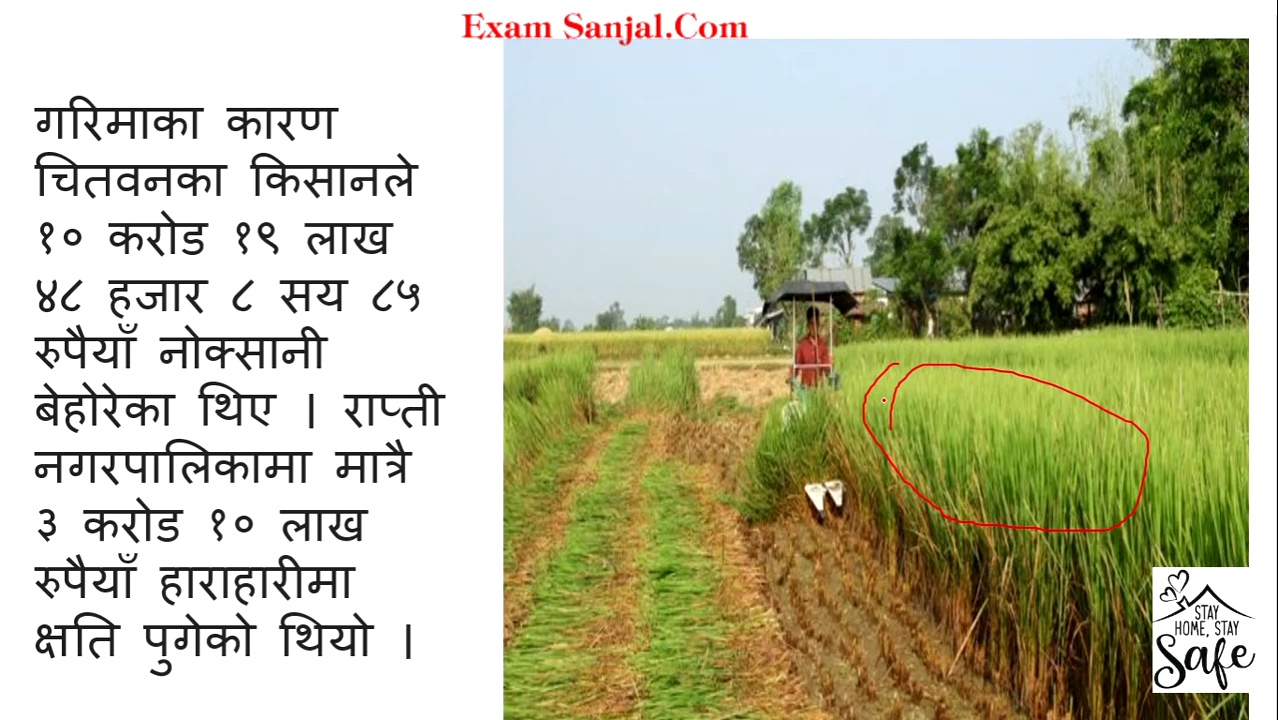 Exam Sanjal.Com
गरिमाका कारण
चितवनका किसानले
१० करोड १९ लाख
४८ हजार ८ सय ८५
रुपैयाँ नोक्सानी
बेहोरेका थिए । राप्ती
नगरपालिकामा मात्रै
३ करोड १० लाख
रुपैयाँ हाराहारीमा
क्षति पुगेको थियो ।
STAY
HOME, STAY
Safe